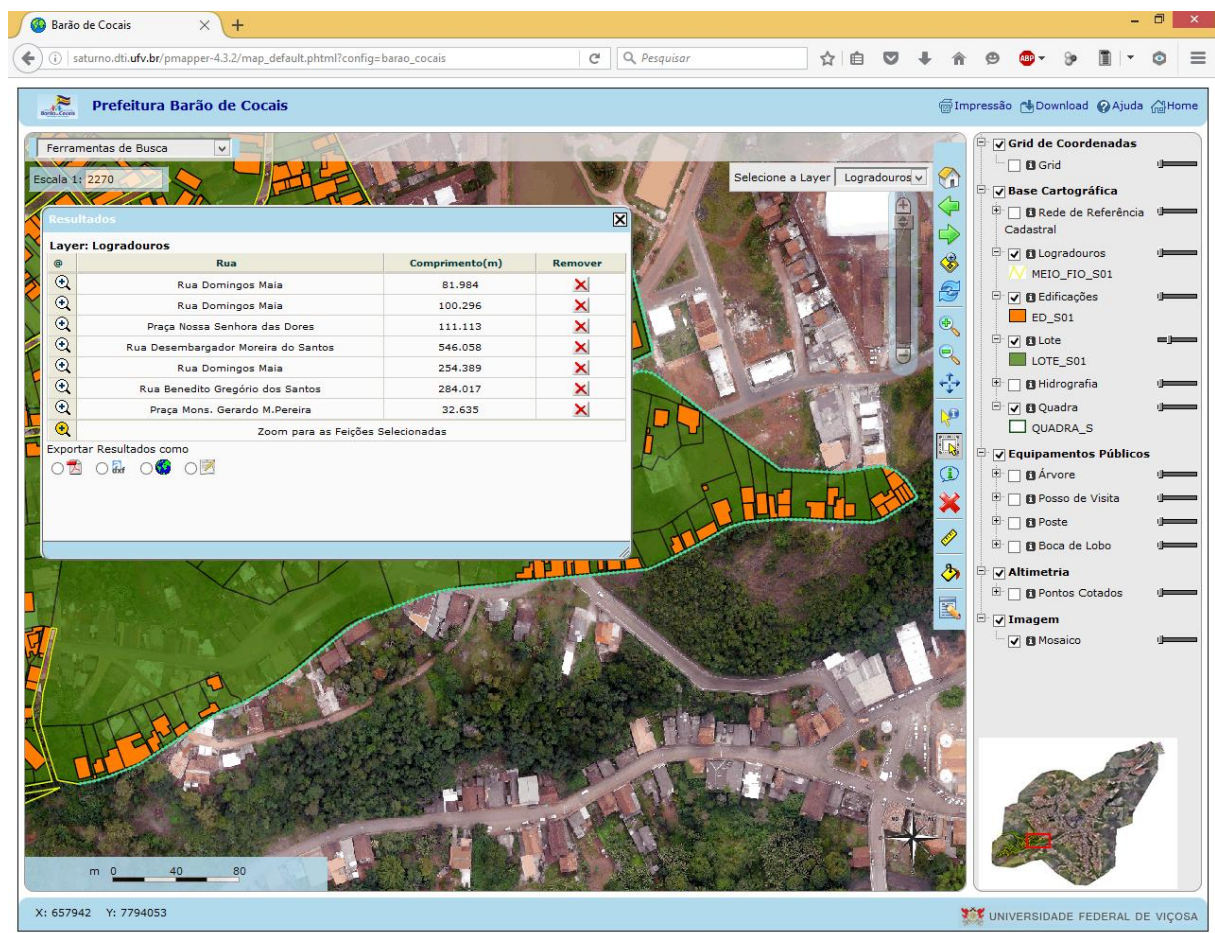 Barão de Cocais
saturno.dti.ufv.br/pmapper-4.3.2/map_default.phtml?config=barao_cocais
Pesquisar
ABP
Barão de Cocais
Prefeitura Barão de Cocais
Impressão Download Ajuda Home
Ferramentas de Busca
Escala 1: 2270
Selecione a Layer Logradouros
Resultados
Layer: Logradouros
@ Rua Comprimento(m) Remover
Rua Domingos Maia 81.984
Rua Domingos Maia 100.296
Praça Nossa Senhora das Dores 111.113
Rua Desembargador Moreira do Santos 546.058
Rua Domingos Maia 254.389
Rua Benedito Gregório dos Santos 284.017
Praça Mons. Gerardo M.Pereira 32.635
Zoom para as Feições Selecionadas
Exportar Resultados como
dxf
Grid de Coordenadas
Grid
Base Cartográfica
Rede de Referência
Cadastral
Logradouros
MEIO_FIO_S01
Edificações
ED_S01
Lote
LOTE_S01
Hidrografia
Quadra
QUADRA_S
Equipamentos Públicos
Árvore
Posso de Visita
Poste
Boca de Lobo
Altimetria
Pontos Cotados
Imagem
Mosaico
m 0 40 80
X: 657942 Y: 7794053
UNIVERSIDADE FEDERAL DE VIÇOSA